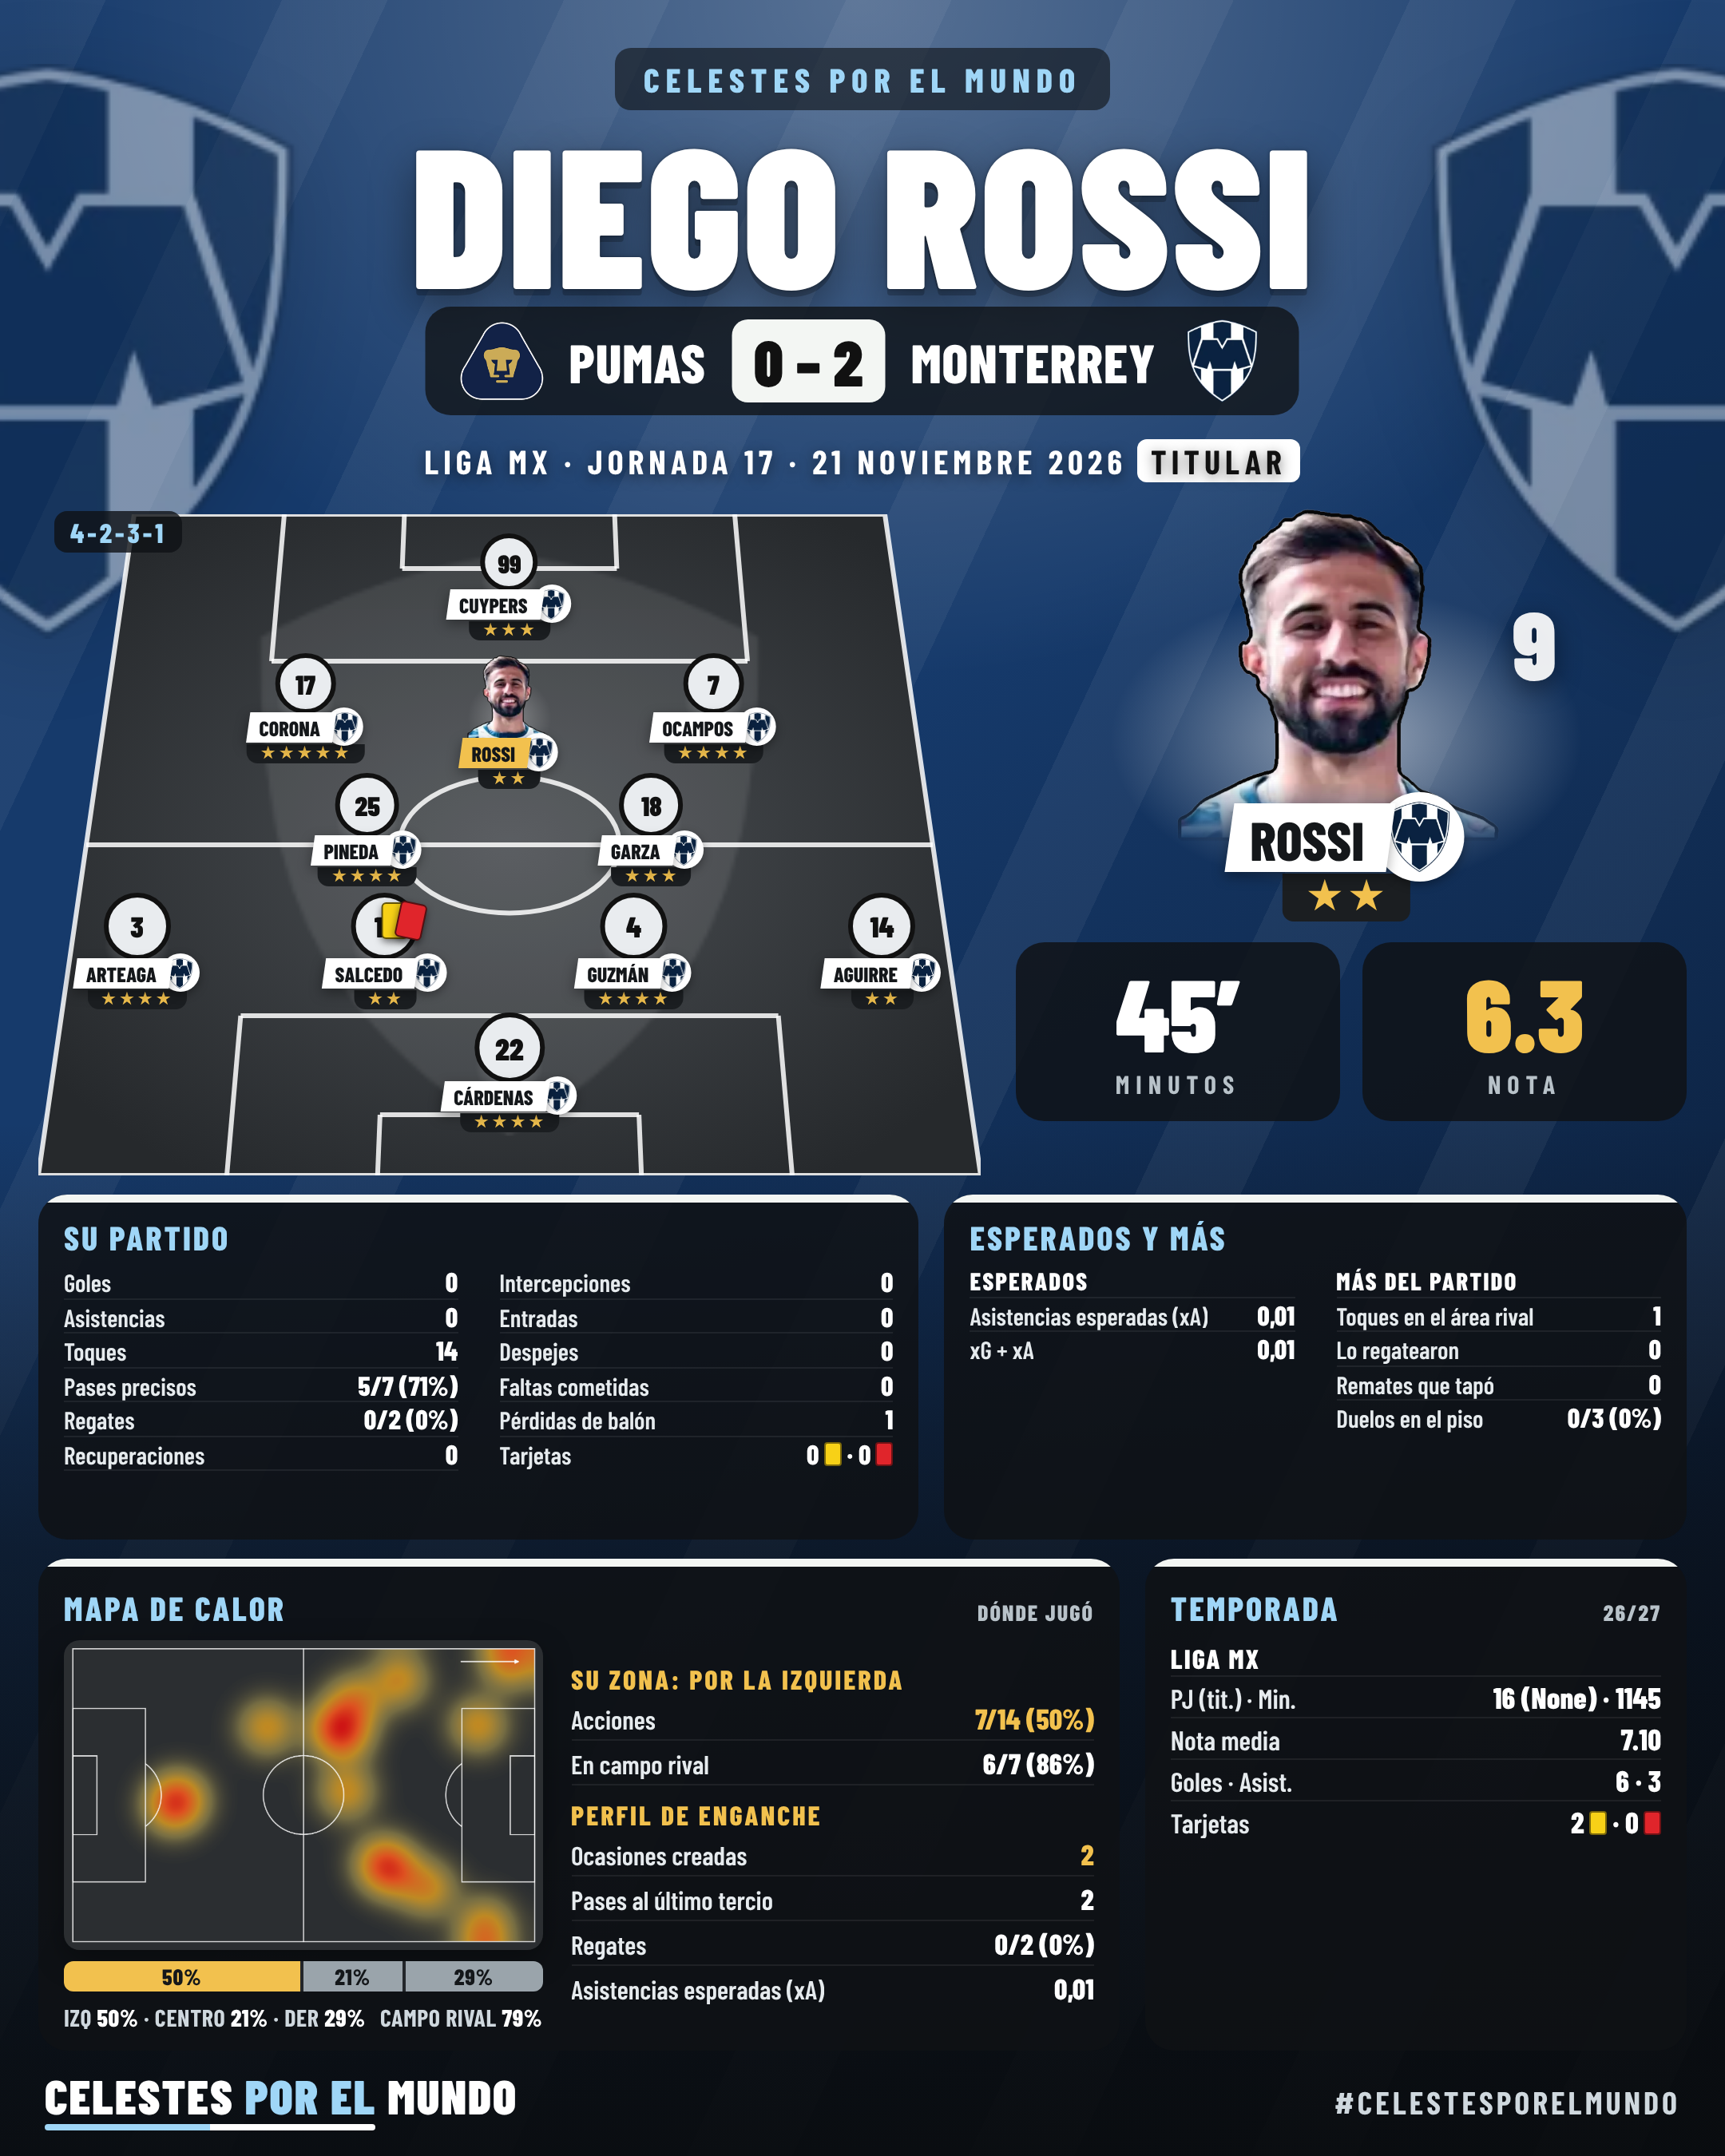 CELESTES POR EL MUNDO
DIEGO ROSSI
PUMAS 0 - 2 MONTERREY
LIGA MX · JORNADA 17 · 21 NOVIEMBRE 2026 TITULAR
4-2-3-1
99
CUYPERS
17
CORONA
ROSSI
7
OCAMPOS
25
PINEDA
18
GARZA
3
ARTEAGA
SALCEDO
4
GUZMÁN
14
AGUIRRE
22
CÁRDENAS
9
ROSSI
45'
MINUTOS
6.3
NOTA
SU PARTIDO
Goles 0
Asistencias 0
Toques 14
Pases precisos 5/7 (71%)
Regates 0/2 (0%)
Recuperaciones 0
Intercepciones 0
Entradas 0
Despejes 0
Faltas cometidas 0
Pérdidas de balón 1
Tarjetas 0 · 0
ESPERADOS Y MÁS
ESPERADOS
Asistencias esperadas (xA) 0,01
xG + xA 0,01
MÁS DEL PARTIDO
Toques en el área rival 1
Lo regatearon 0
Remates que tapó 0
Duelos en el piso 0/3 (0%)
MAPA DE CALOR
DÓNDE JUGÓ
50% 21% 29%
IZQ 50% · CENTRO 21% · DER 29% CAMPO RIVAL 79%
SU ZONA: POR LA IZQUIERDA
Acciones 7/14 (50%)
En campo rival 6/7 (86%)
PERFIL DE ENGANCHE
Ocasiones creadas 2
Pases al último tercio 2
Regates 0/2 (0%)
Asistencias esperadas (xA) 0,01
TEMPORADA 26/27
LIGA MX
PJ (tit.) · Min. 16 (None) · 1145
Nota media 7.10
Goles · Asist. 6 · 3
Tarjetas 2 · 0
CELESTES POR EL MUNDO
#CELESTESPORELMUNDO